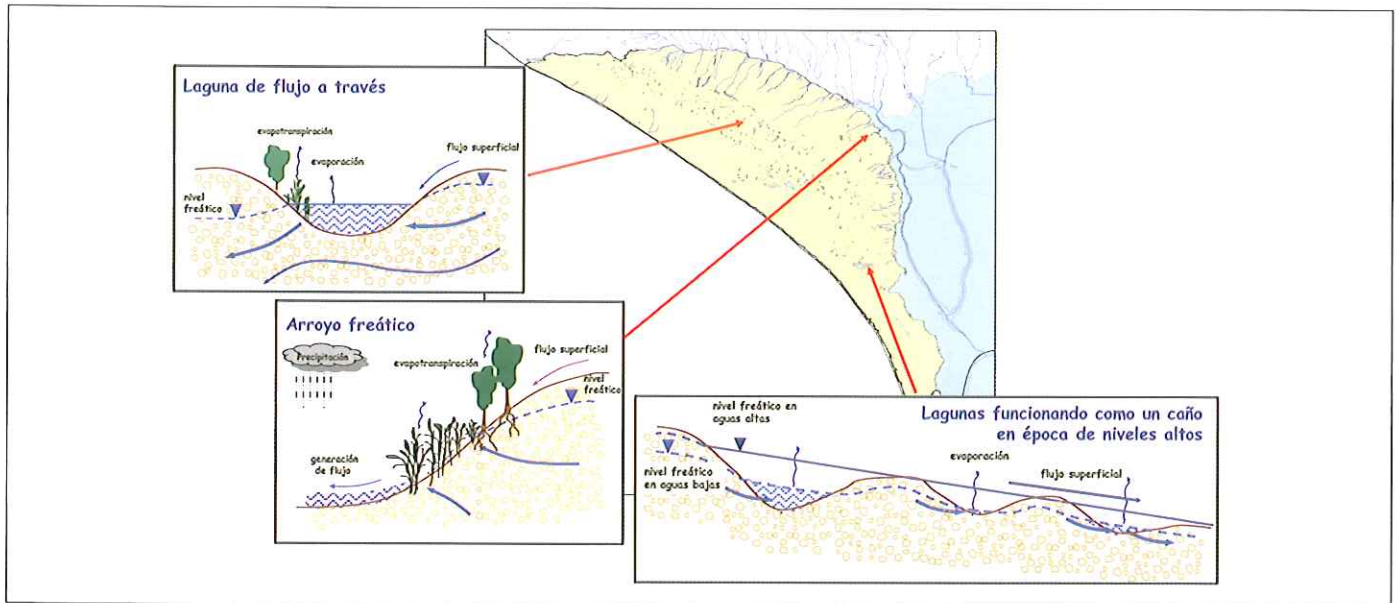 Laguna de flujo a través
evapotranspiración
evaporación
flujo superficial
nivel
freático
Arroyo freático
Precipitación
evapotranspiración
flujo superficial
nivel
freático
generación
de flujo
Lagunas funcionando como un caño
en época de niveles altos
nivel freático en
aguas altas
evaporación
flujo superficial
nivel freático
en aguas bajas